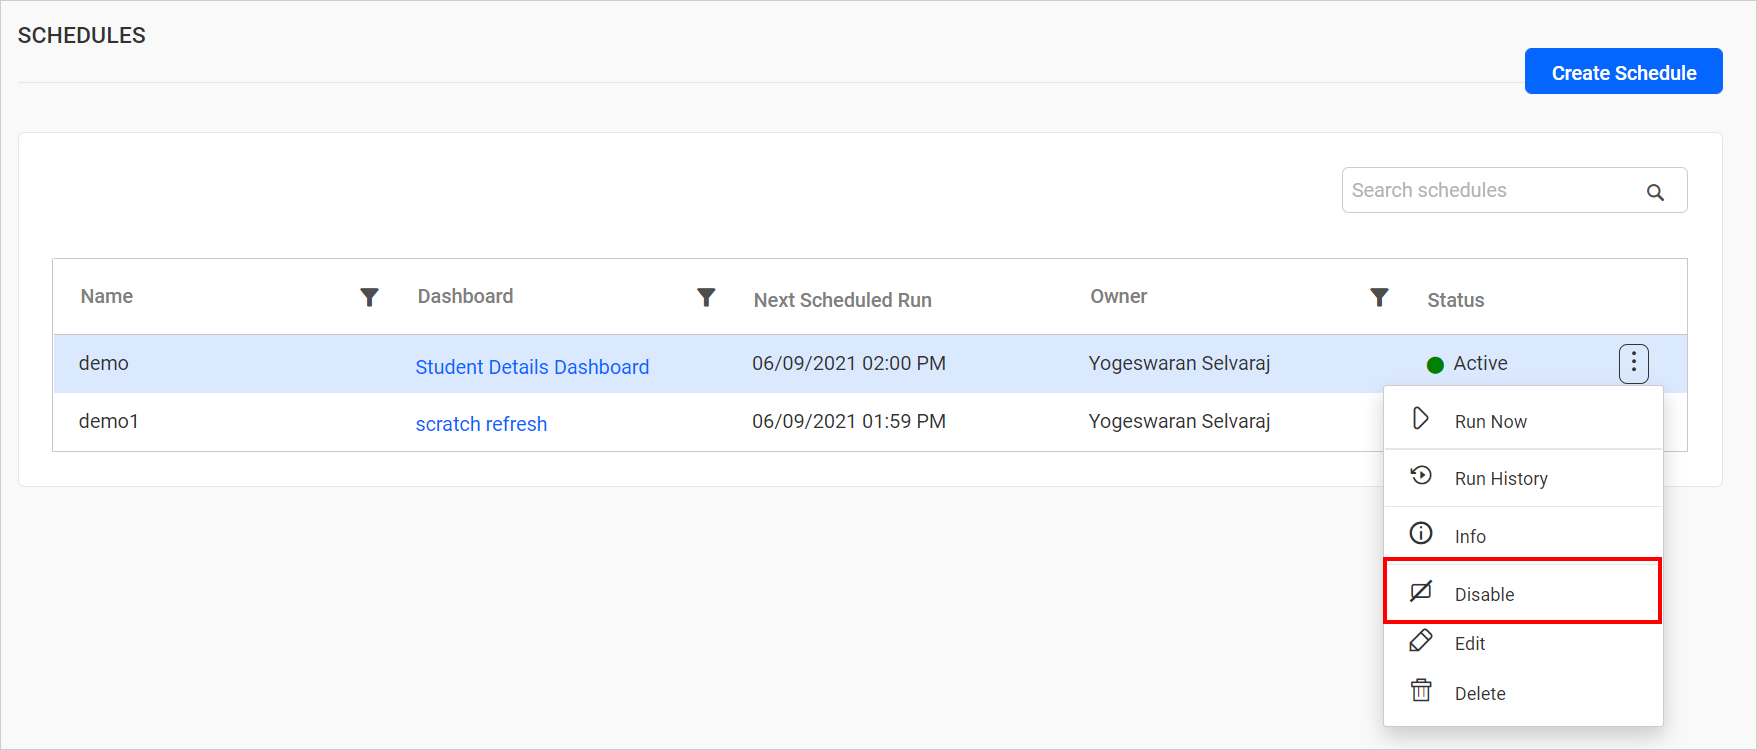 SCHEDULES
Create Schedule
Search schedules
Name Dashboard Next Scheduled Run Owner Status
demo Student Details Dashboard 06/09/2021 02:00 PM Yogeswaran Selvaraj Active
demo1 scratch refresh 06/09/2021 01:59 PM Yogeswaran Selvaraj
Run Now
Run History
Info
Disable
Edit
Delete